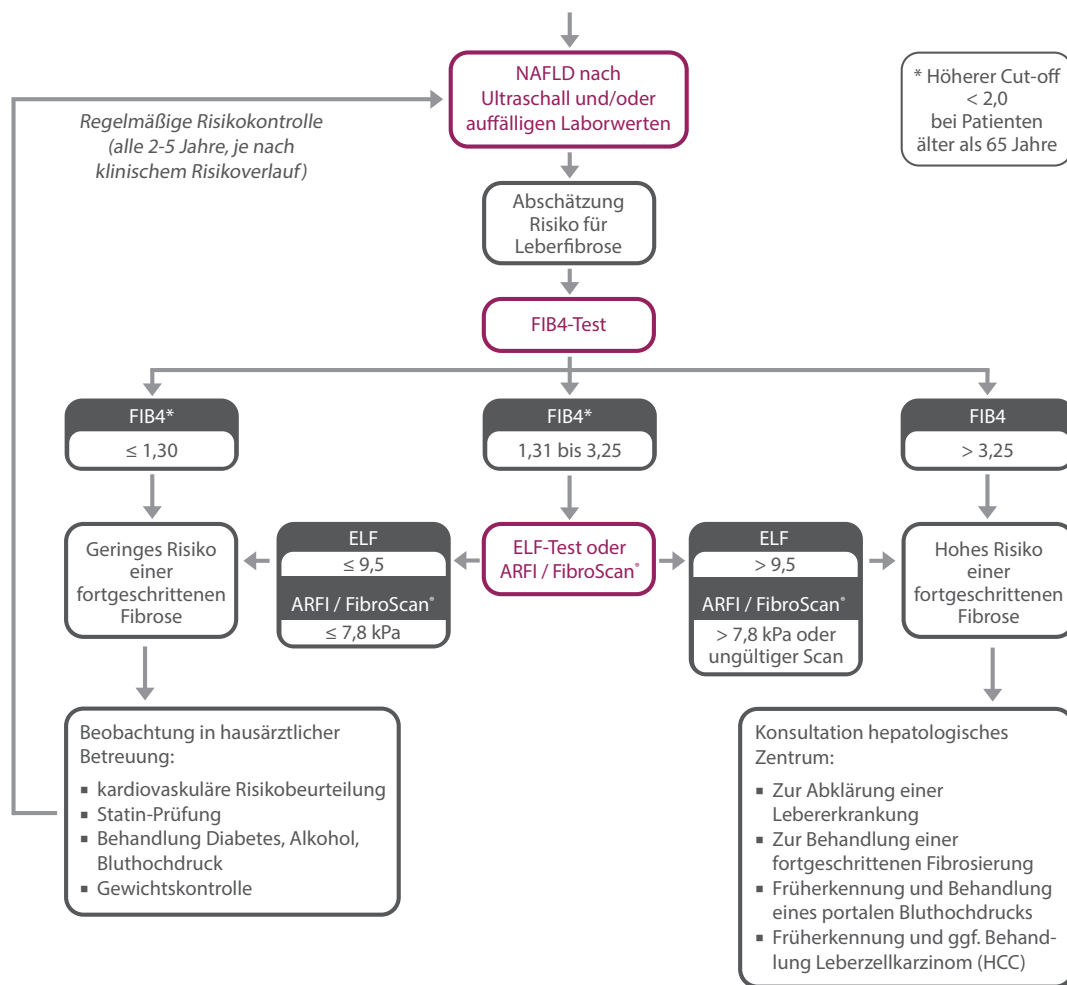 NAFLD nach
Ultraschall und/oder
auffälligen Laborwerten
* Höherer Cut-off
< 2,0
bei Patienten
älter als 65 Jahre
Regelmäßige Risikokontrolle
(alle 2-5 Jahre, je nach
klinischem Risikoverlauf)
Abschätzung
Risiko für
Leberfibrose
FIB4-Test
FIB4*
≤ 1,30
FIB4*
1,31 bis 3,25
FIB4
> 3,25
Geringes Risiko
einer
fortgeschrittenen
Fibrose
ELF
≤ 9,5
ARFI / FibroScan®
≤ 7,8 kPa
ELF-Test oder
ARFI / FibroScan®
ELF
> 9,5
ARFI / FibroScan®
> 7,8 kPa oder
ungültiger Scan
Hohes Risiko
einer
fortgeschrittenen
Fibrose
Beobachtung in hausärztlicher
Betreuung:
▪ kardiovaskuläre Risikobeurteilung
▪ Statin-Prüfung
▪ Behandlung Diabetes, Alkohol,
Bluthochdruck
▪ Gewichtskontrolle
Konsultation hepatologisches
Zentrum:
▪ Zur Abklärung einer
Lebererkrankung
▪ Zur Behandlung einer
fortgeschrittenen Fibrosierung
▪ Früherkennung und Behandlung
eines portalen Bluthochdrucks
▪ Früherkennung und ggf. Behand-
lung Leberzellkarzinom (HCC)